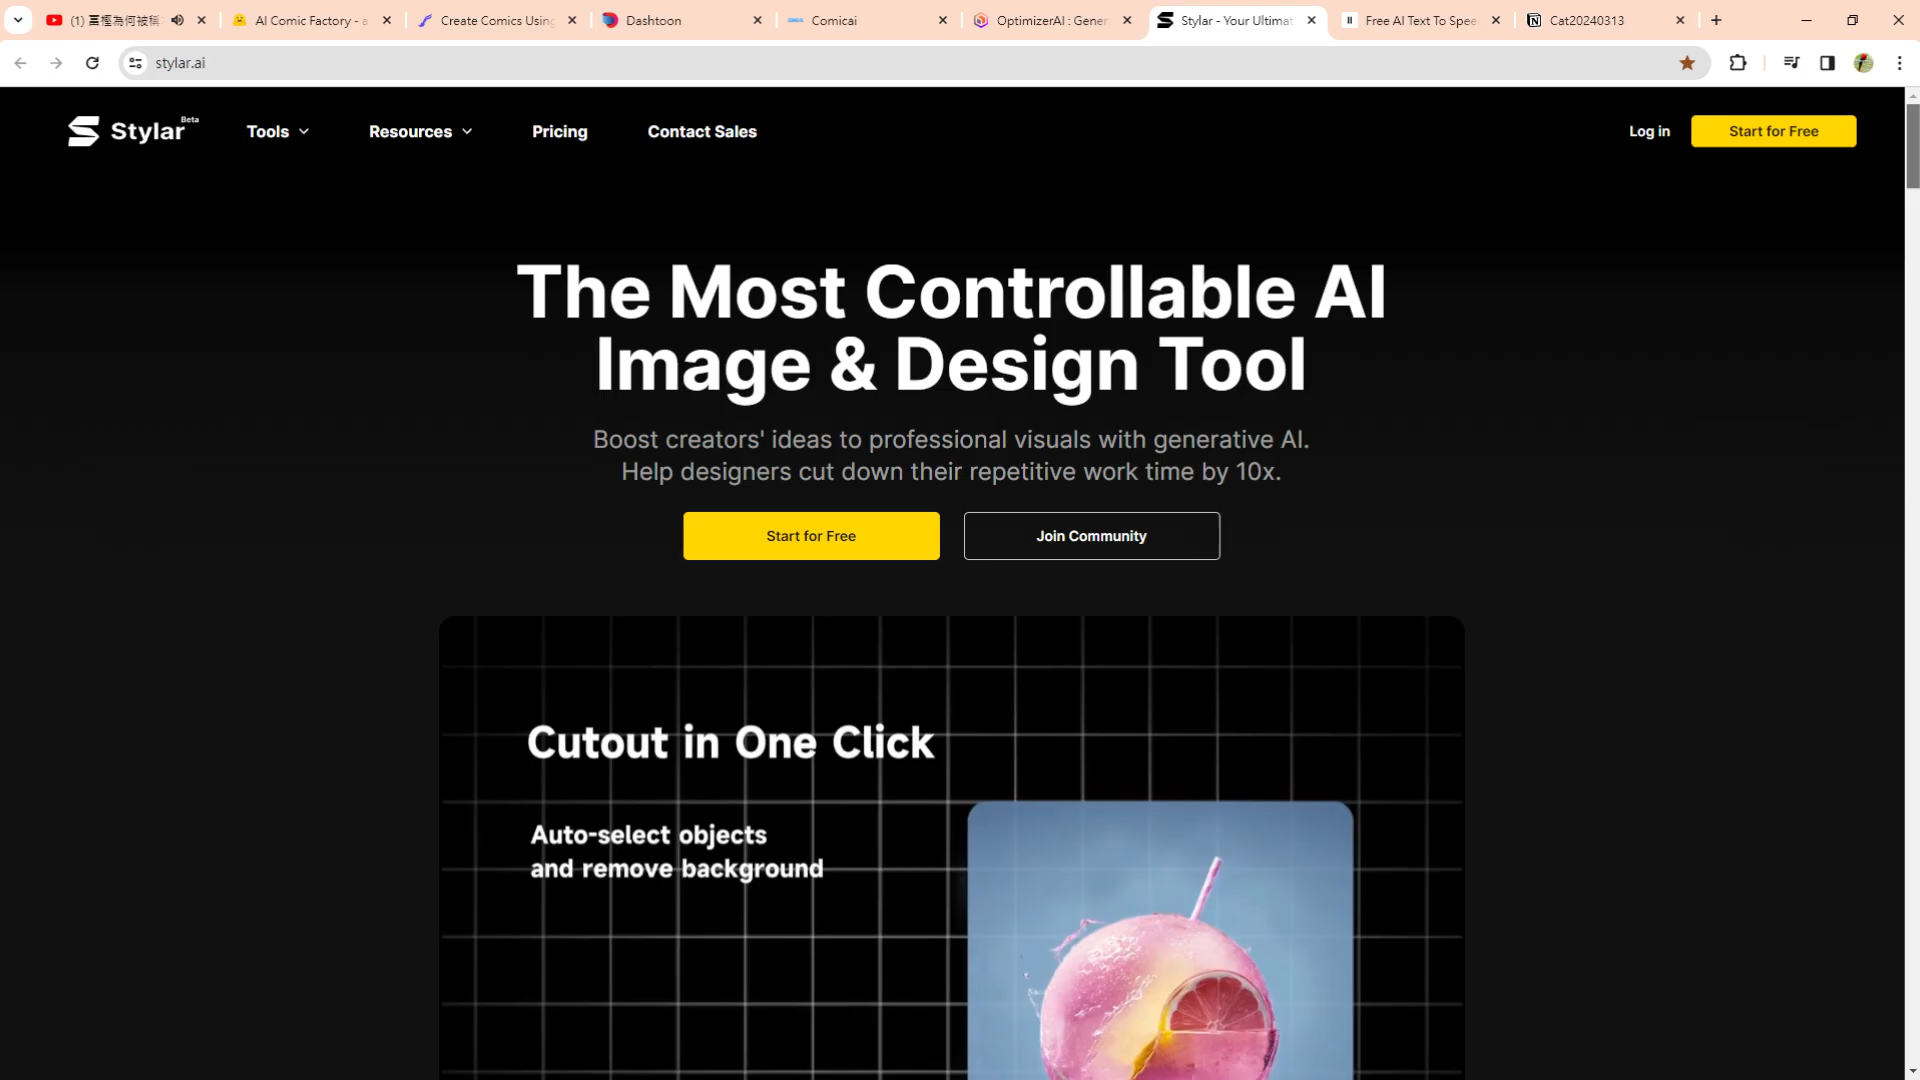 (1) 富樫為何被稱
AI Comic Factory - a
Create Comics Using
Dashtoon
Comicai
OptimizerAI : Gener
Stylar - Your Ultimat
Free AI Text To Spee
Cat20240313
stylar.ai
Stylar Beta
Tools
Resources
Pricing
Contact Sales
Log in
Start for Free
The Most Controllable AI
Image & Design Tool
Boost creators' ideas to professional visuals with generative AI.
Help designers cut down their repetitive work time by 10x.
Start for Free
Join Community
Cutout in One Click
Auto-select objects
and remove background